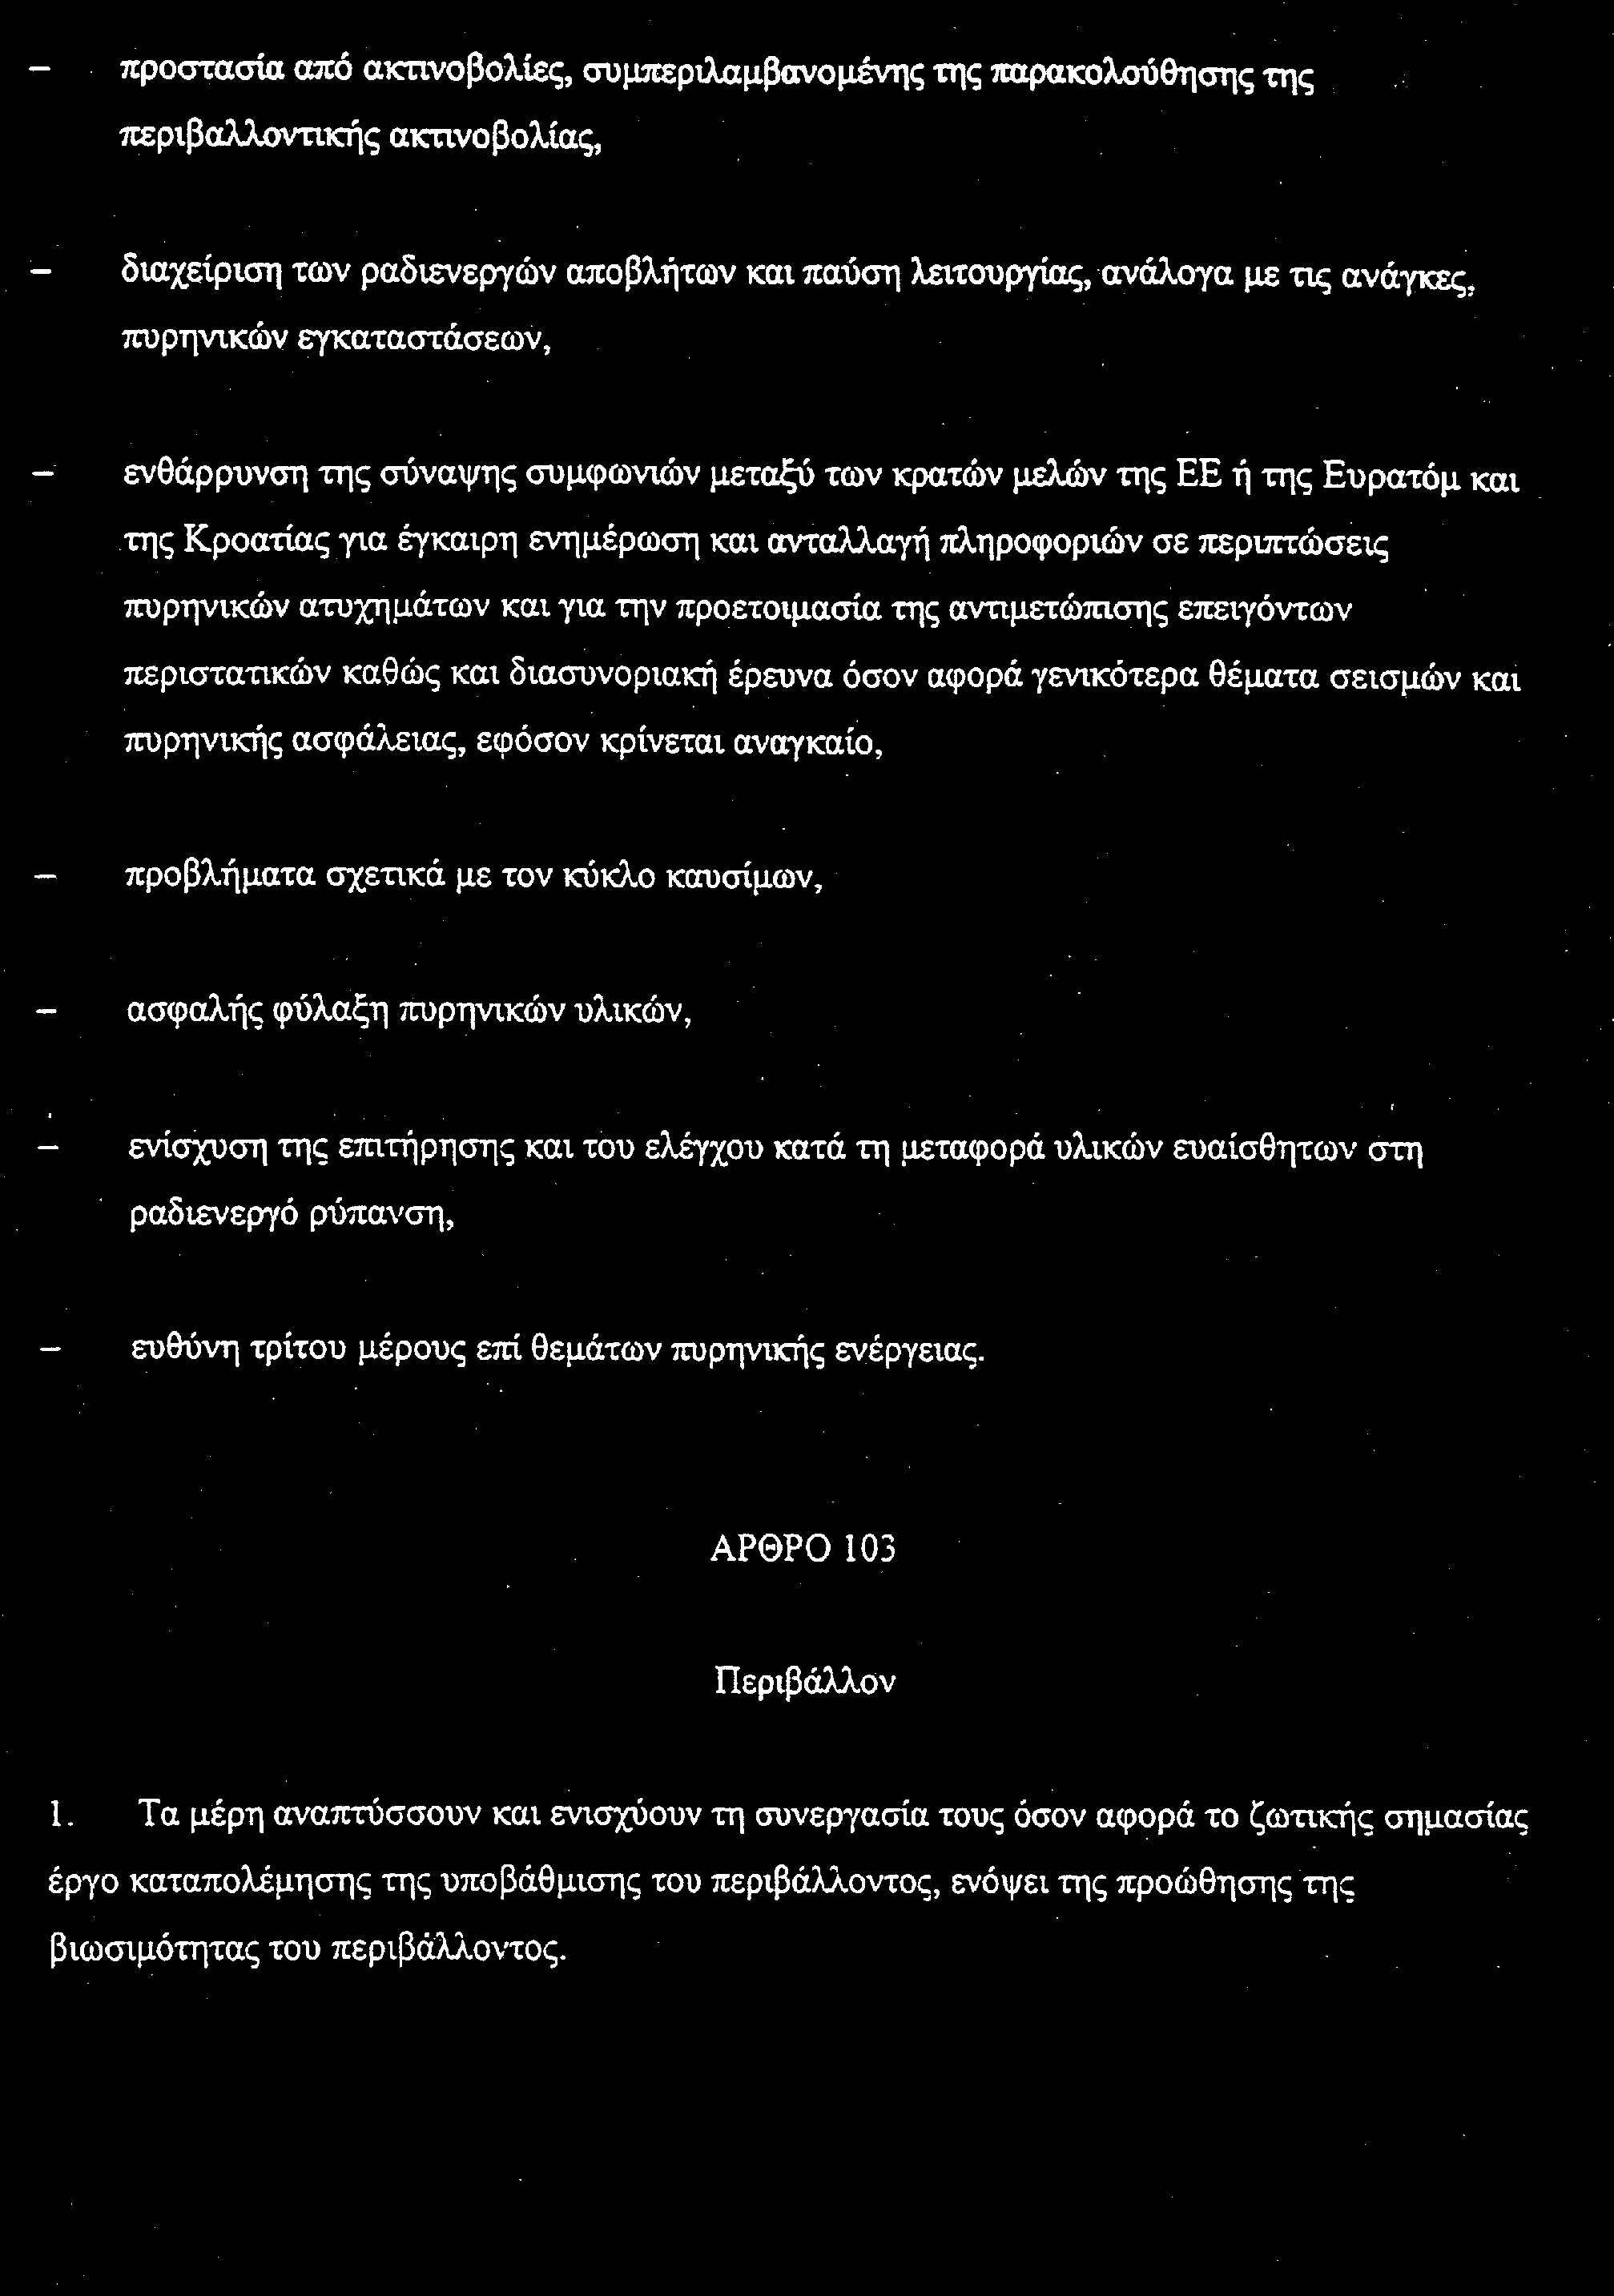 – προστασία από ακτινοβολίες, συμπεριλαμβανομένης της παρακολούθησης της
περιβαλλοντικής ακτινοβολίας,
– διαχείριση των ραδιενεργών αποβλήτων και παύση λειτουργίας, ανάλογα με τις ανάγκες,
πυρηνικών εγκαταστάσεων,
– ενθάρρυνση της σύναψης συμφωνιών μεταξύ των κρατών μελών της ΕΕ ή της Ευρατόμ και
της Κροατίας για έγκαιρη ενημέρωση και ανταλλαγή πληροφοριών σε περιπτώσεις
πυρηνικών ατυχημάτων και για την προετοιμασία της αντιμετώπισης επειγόντων
περιστατικών καθώς και διασυνοριακή έρευνα όσον αφορά γενικότερα θέματα σεισμών και
πυρηνικής ασφάλειας, εφόσον κρίνεται αναγκαίο,
– προβλήματα σχετικά με τον κύκλο καυσίμων,
– ασφαλής φύλαξη πυρηνικών υλικών,
– ενίσχυση της επιτήρησης και του ελέγχου κατά τη μεταφορά υλικών ευαίσθητων στη
ραδιενεργό ρύπανση,
– ευθύνη τρίτου μέρους επί θεμάτων πυρηνικής ενέργειας.
ΑΡΘΡΟ 103
Περιβάλλον
1. Τα μέρη αναπτύσσουν και ενισχύουν τη συνεργασία τους όσον αφορά το ζωτικής σημασίας
έργο καταπολέμησης της υποβάθμισης του περιβάλλοντος, ενόψει της προώθησης της
βιωσιμότητας του περιβάλλοντος.